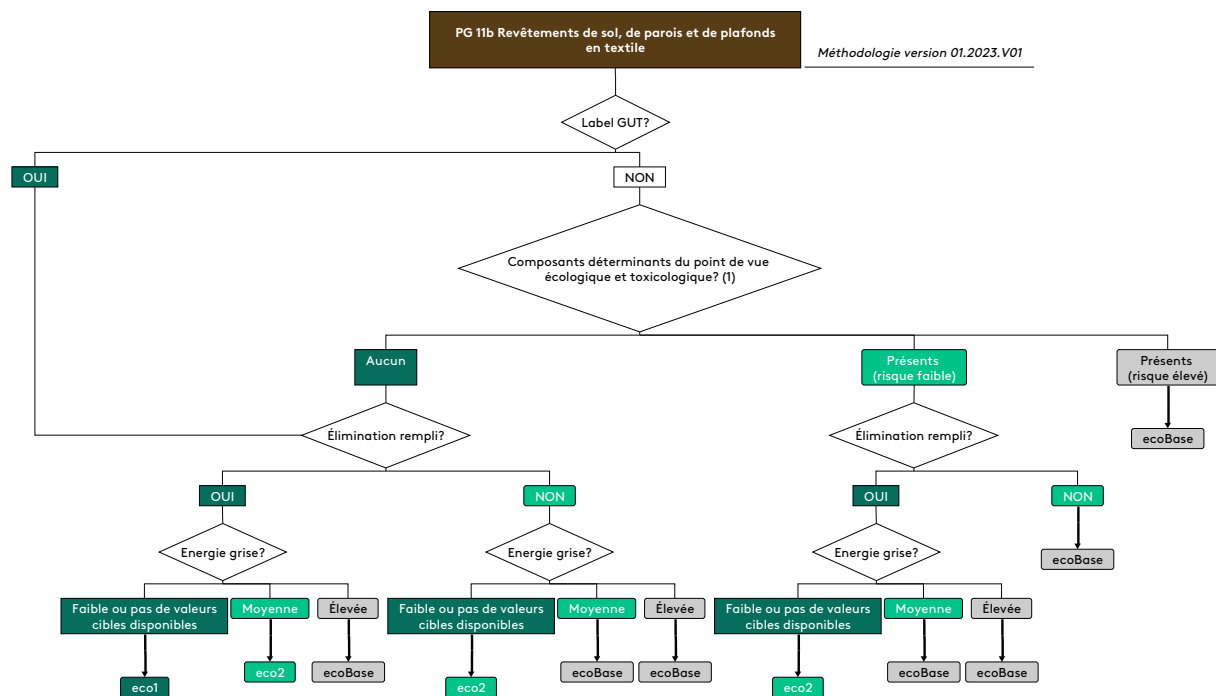 PG 11b Revêtements de sol, de parois et de plafonds
en textile
Méthodologie version 01.2023.V01
Label GUT?
OUI
NON
Composants déterminants du point de vue
écologique et toxicologique? (1)
Aucun
Présents
(risque faible)
Présents
(risque élevé)
Élimination rempli?
Élimination rempli?
ecoBase
OUI
NON
OUI
NON
Energie grise?
Energie grise?
Energie grise?
ecoBase
Faible ou pas de valeurs
cibles disponibles
Moyenne
Élevée
Faible ou pas de valeurs
cibles disponibles
Moyenne
Élevée
Faible ou pas de valeurs
cibles disponibles
Moyenne
Élevée
eco1
eco2
ecoBase
eco2
ecoBase
ecoBase
eco2
ecoBase
ecoBase